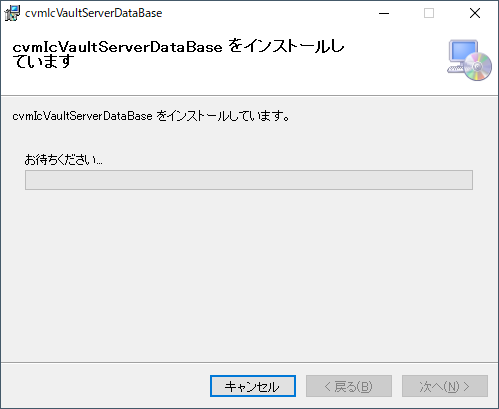 cvmIcVaultServerDataBase
cvmIcVaultServerDataBase をインストールし
ています
cvmIcVaultServerDataBase をインストールしています。
お待ちください...
キャンセル
< 戻る(B)
次へ(N) >